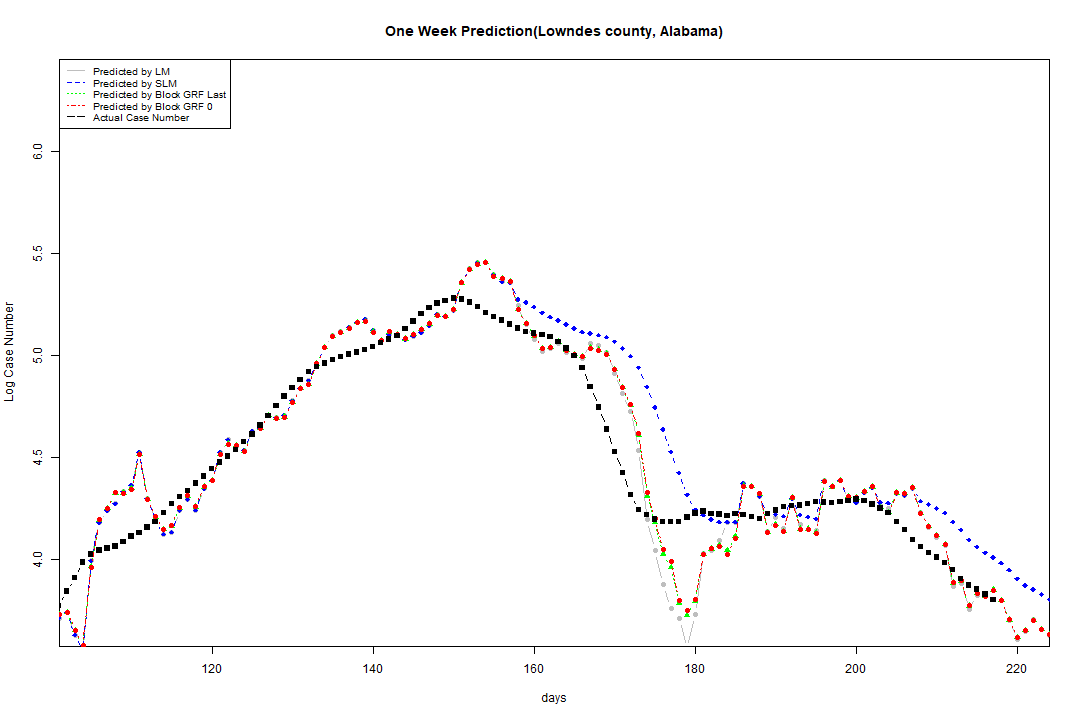 One Week Prediction(Lowndes county, Alabama)
Predicted by LM
Predicted by SLM
Predicted by Block GRF Last
Predicted by Block GRF 0
Actual Case Number
6.0
5.5
5.0
4.5
4.0
Log Case Number
120 140 160 180 200 220
days